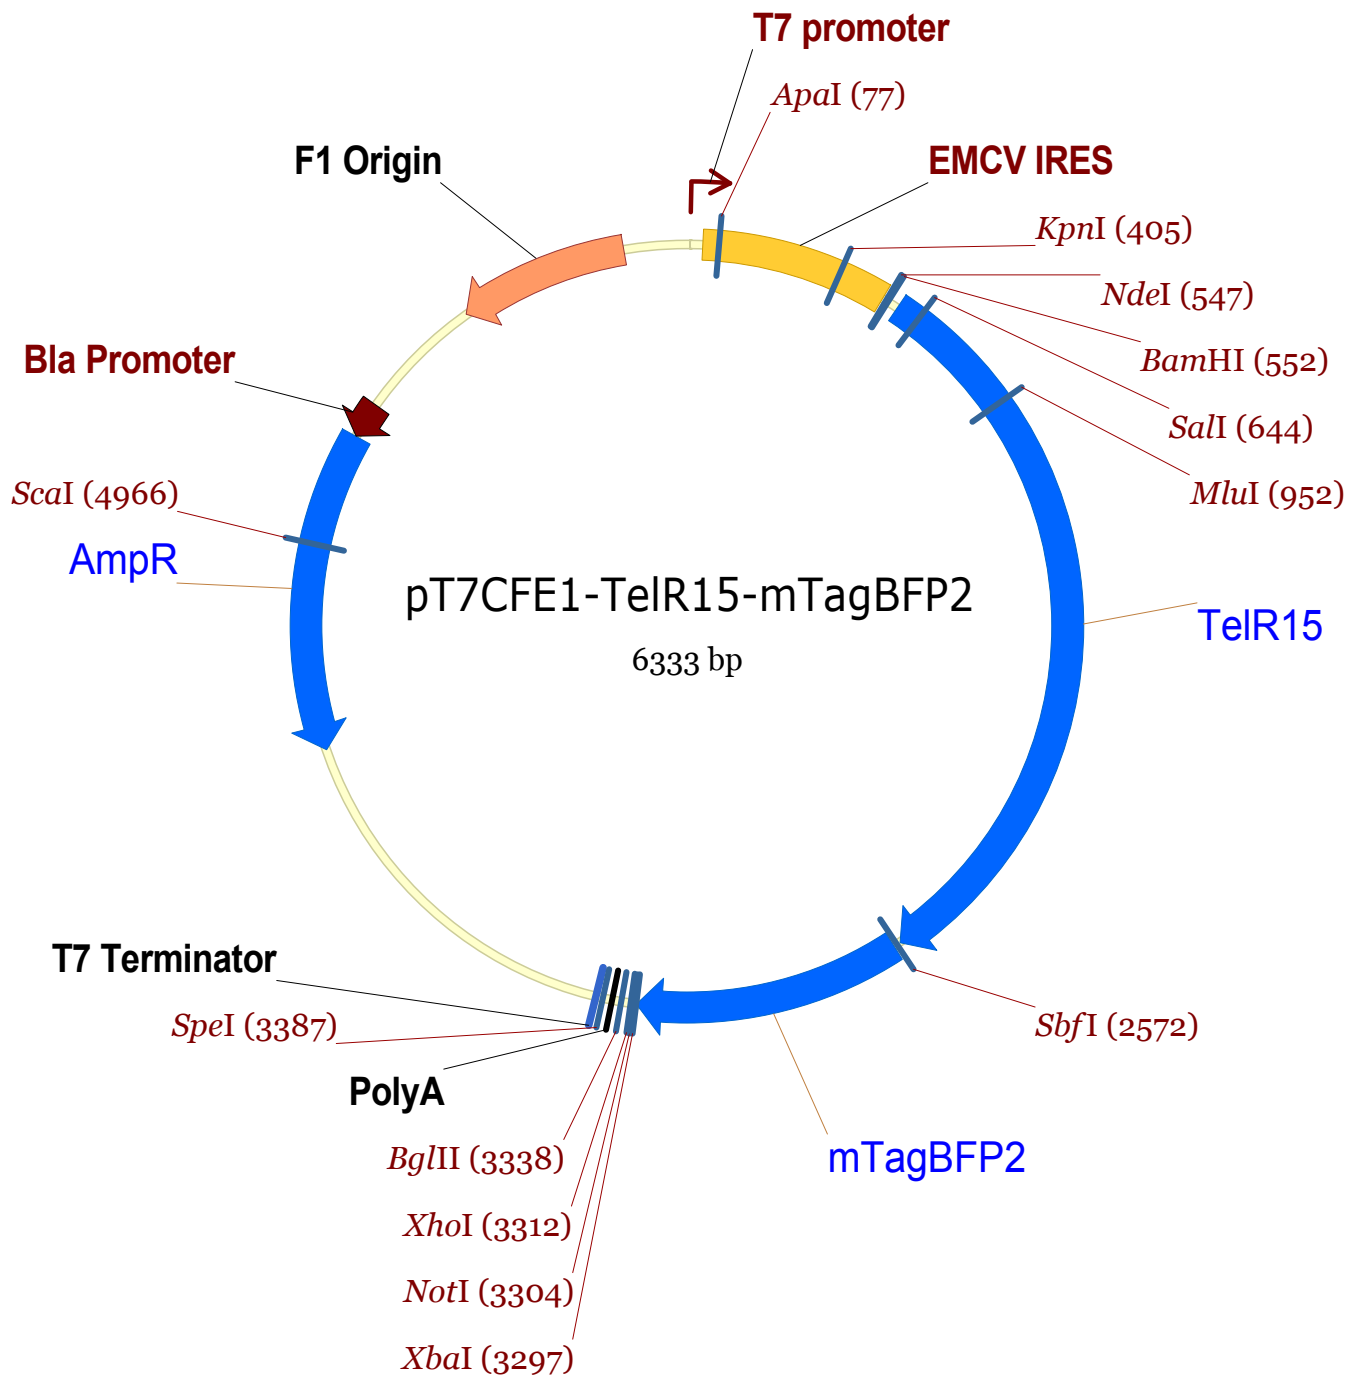 T7 promoter
ApaI (77)
F1 Origin
EMCV IRES
KpnI (405)
NdeI (547)
BamHI (552)
Bla Promoter
SalI (644)
ScaI (4966)
MluI (952)
AmpR
pT7CFE1-TelR15-mTagBFP2
TelR15
6333 bp
T7 Terminator
SpeI (3387)
SbfI (2572)
PolyA
BglII (3338)
mTagBFP2
XhoI (3312)
NotI (3304)
XbaI (3297)